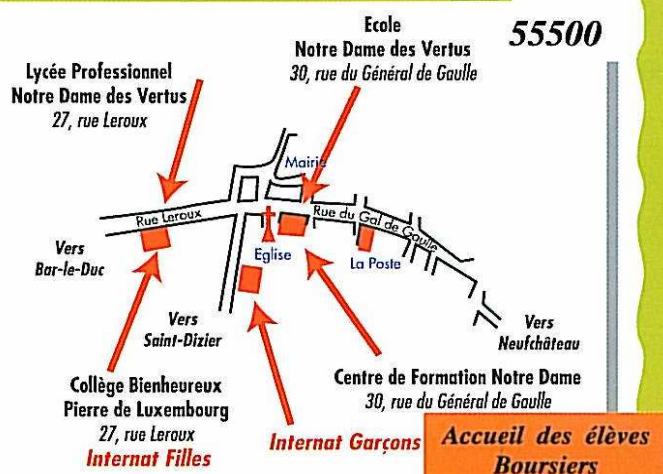 Ecole
Notre Dame des Vertus
30, rue du Général de Gaulle
55500
Lycée Professionnel
Notre Dame des Vertus
27, rue Leroux
Mairie
Rue Leroux
Rue du Gal de Gaulle
Vers
Bar-le-Duc
Eglise
La Poste
Vers
Saint-Dizier
Vers
Neufchâteau
Collège Bienheureux
Pierre de Luxembourg
27, rue Leroux
Internat Filles
Internat Garçons
Centre de Formation Notre Dame
30, rue du Général de Gaulle
Accueil des élèves
Boursiers